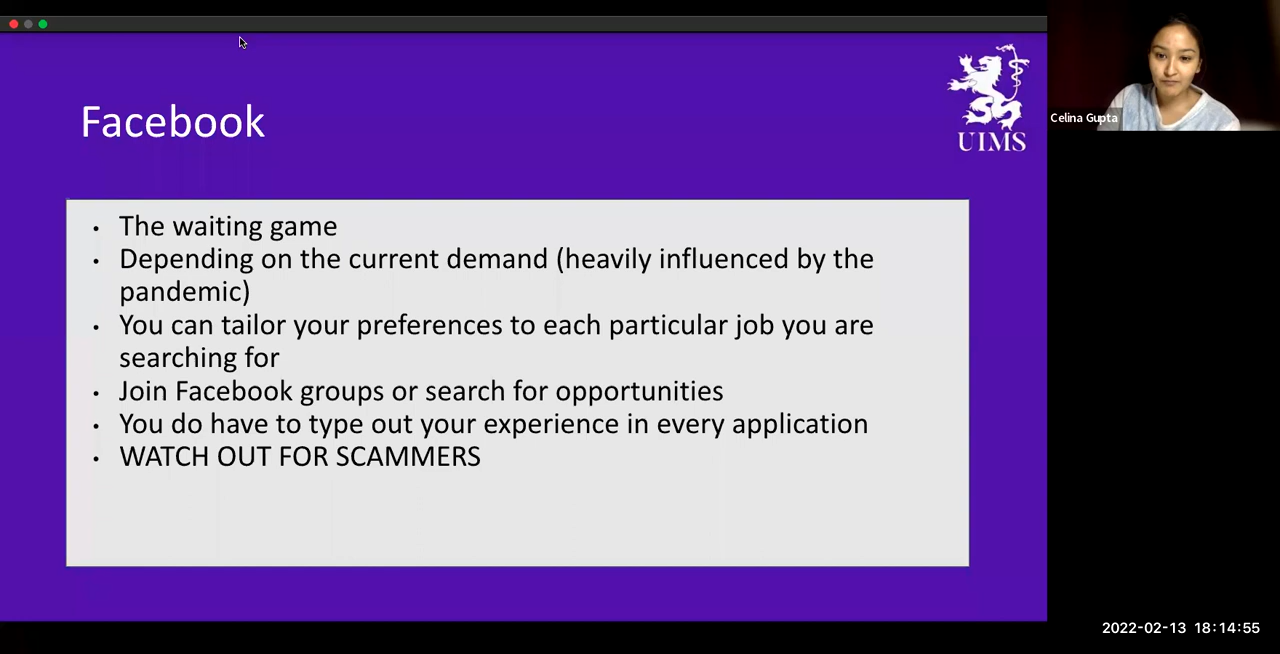 Facebook
UIMS
Celina Gupta
• The waiting game
• Depending on the current demand (heavily influenced by the
pandemic)
• You can tailor your preferences to each particular job you are
searching for
• Join Facebook groups or search for opportunities
• You do have to type out your experience in every application
• WATCH OUT FOR SCAMMERS
2022-02-13 18:14:55